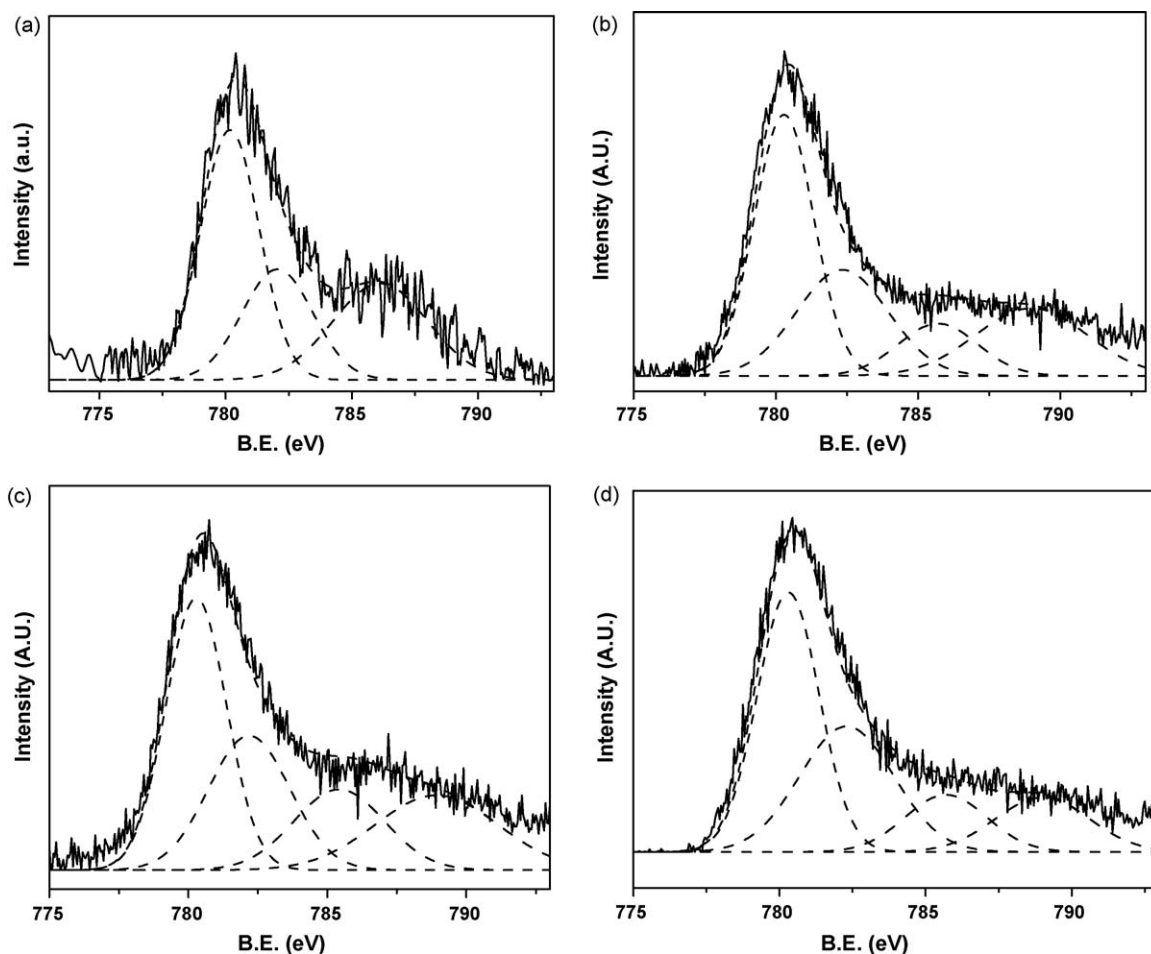 (a)
Intensity (a.u.)
775 780 785 790
B.E. (eV)
(b)
Intensity (A.U.)
775 780 785 790
B.E. (eV)
(c)
Intensity (A.U.)
775 780 785 790
B.E. (eV)
(d)
Intensity (A.U.)
775 780 785 790
B.E. (eV)